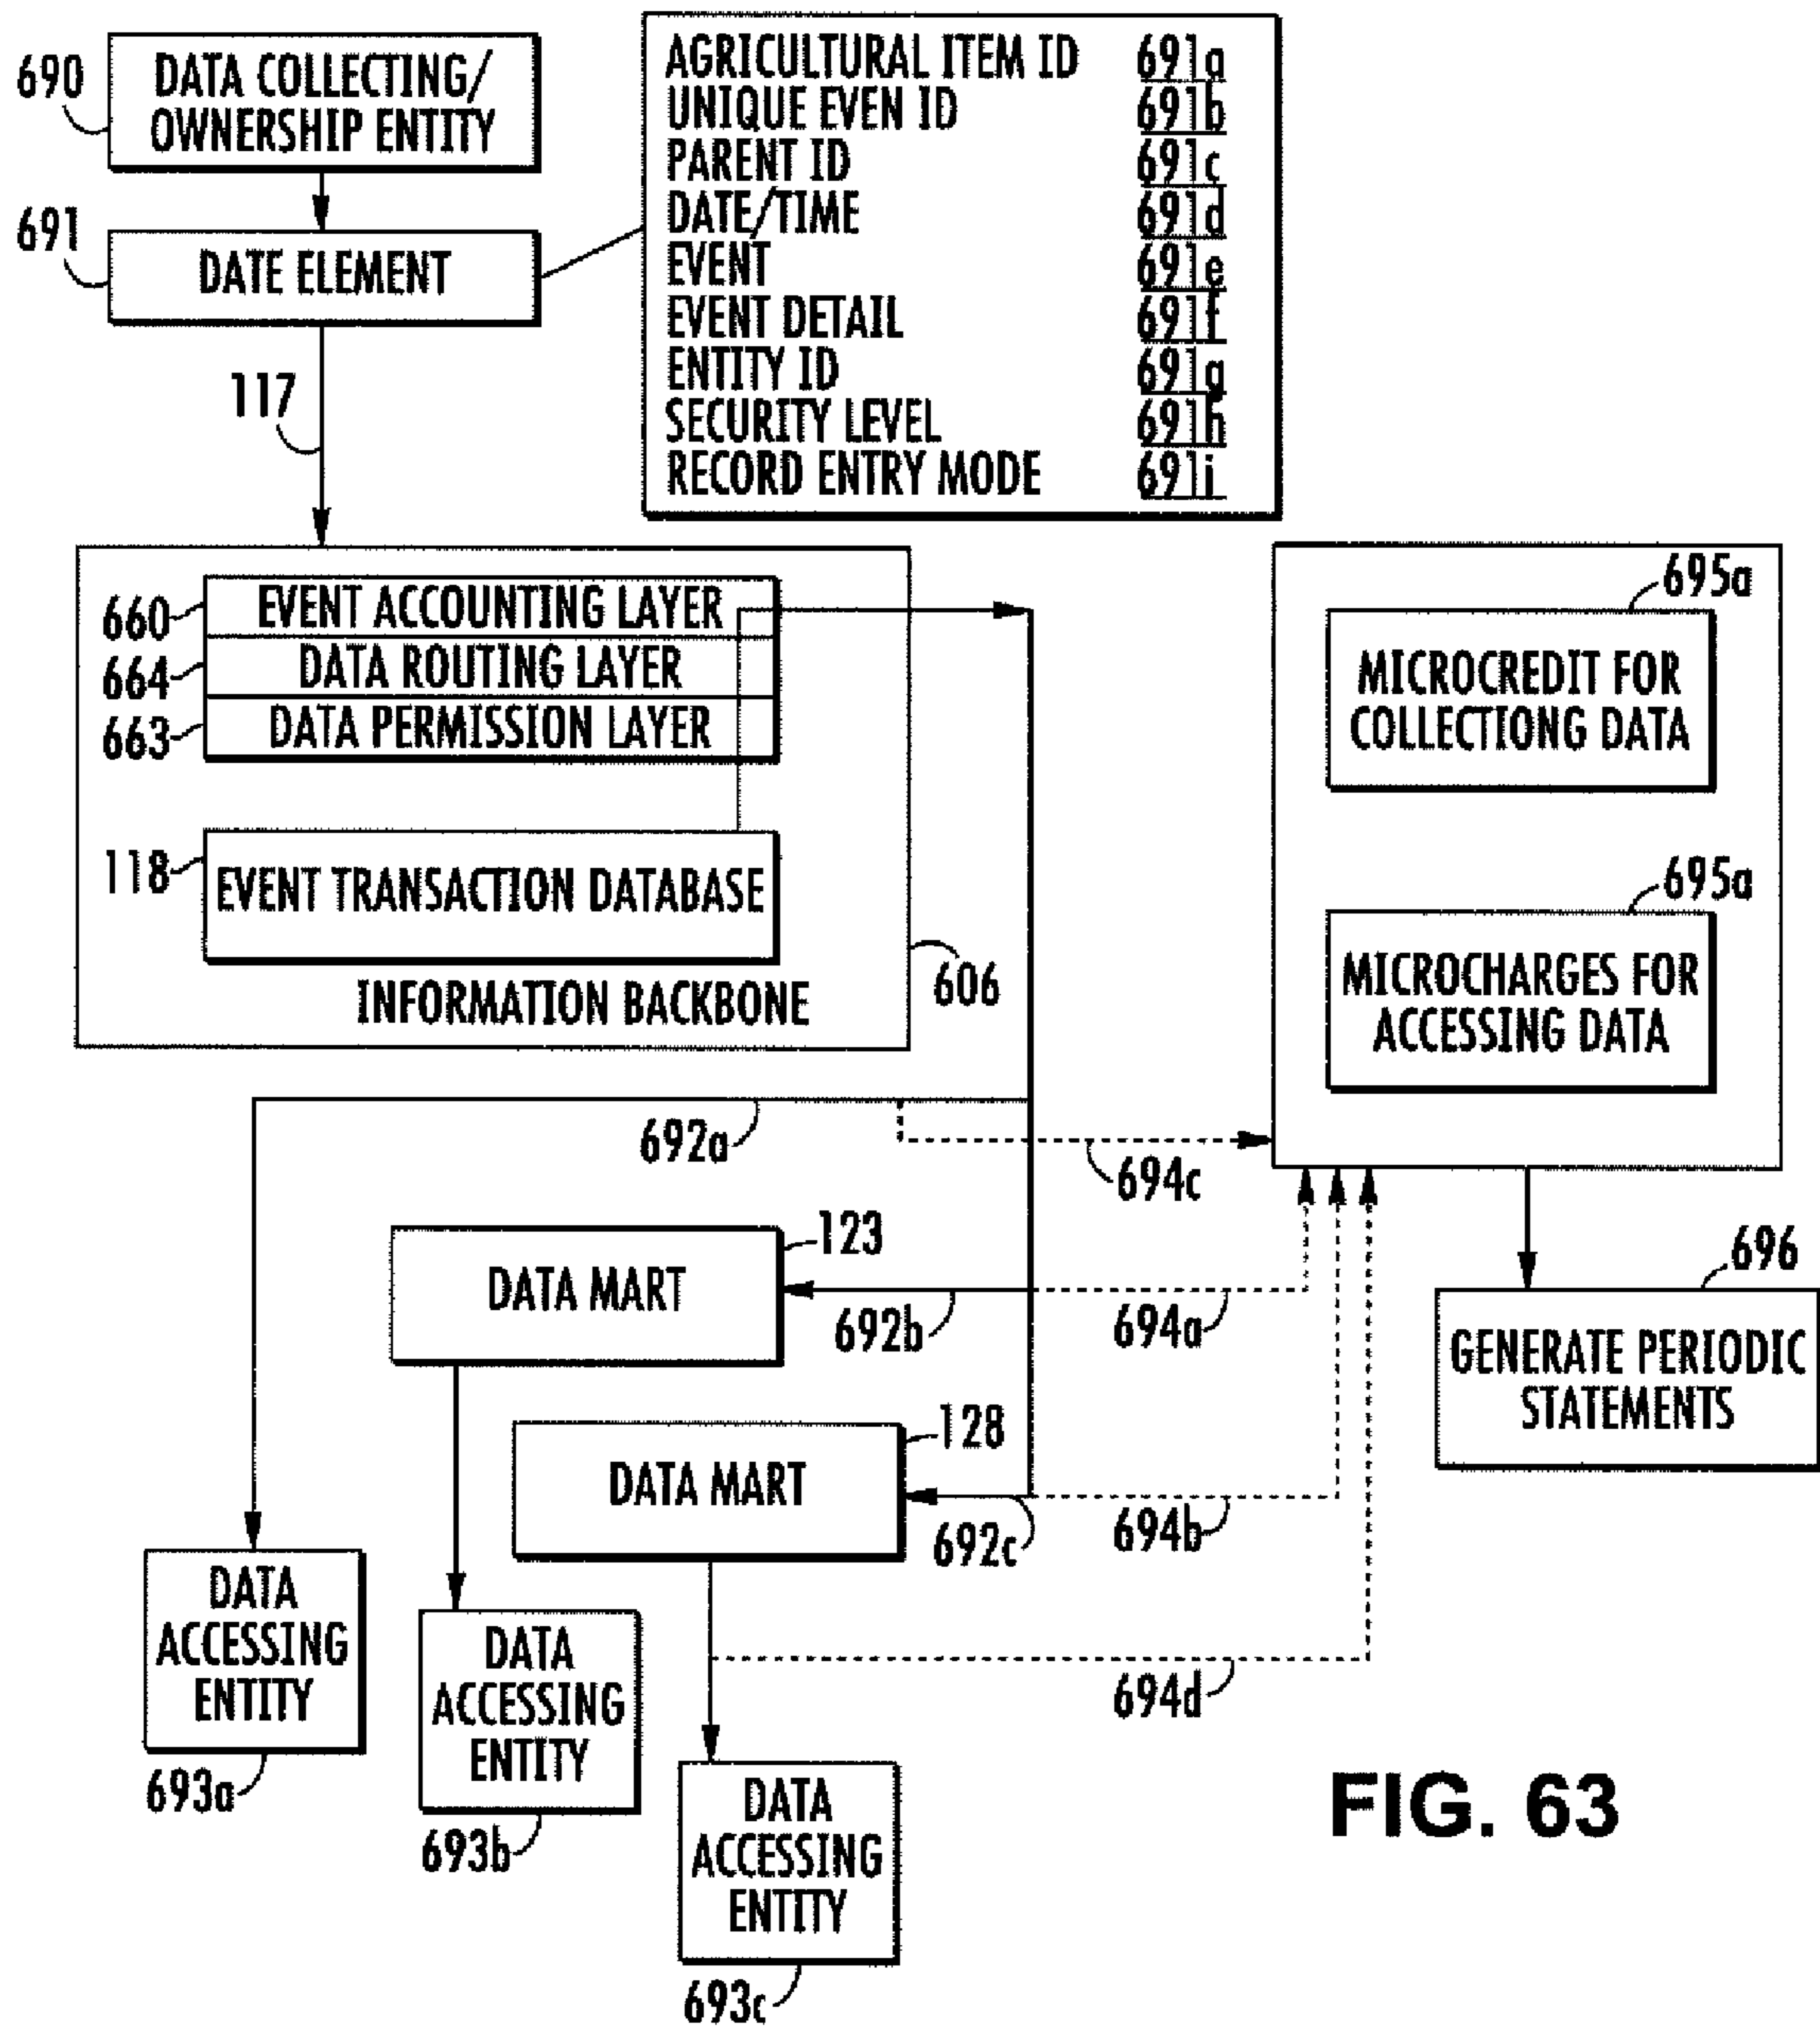 690
DATA COLLECTING/
OWNERSHIP ENTITY
691
DATE ELEMENT
AGRICULTURAL ITEM ID 691a
UNIQUE EVEN ID 691b
PARENT ID 691c
DATE/TIME 691d
EVENT 691e
EVENT DETAIL 691f
ENTITY ID 691g
SECURITY LEVEL 691h
RECORD ENTRY MODE 691i
117
660
EVENT ACCOUNTING LAYER
664
DATA ROUTING LAYER
663
DATA PERMISSION LAYER
118
EVENT TRANSACTION DATABASE
INFORMATION BACKBONE
606
695a
MICROCREDIT FOR
COLLECTIONG DATA
695a
MICROCHARGES FOR
ACCESSING DATA
692a
694c
123
DATA MART
692b
694a
696
GENERATE PERIODIC
STATEMENTS
128
DATA MART
692c
694b
DATA
ACCESSING
ENTITY
693a
DATA
ACCESSING
ENTITY
693b
694d
DATA
ACCESSING
ENTITY
693c
FIG. 63